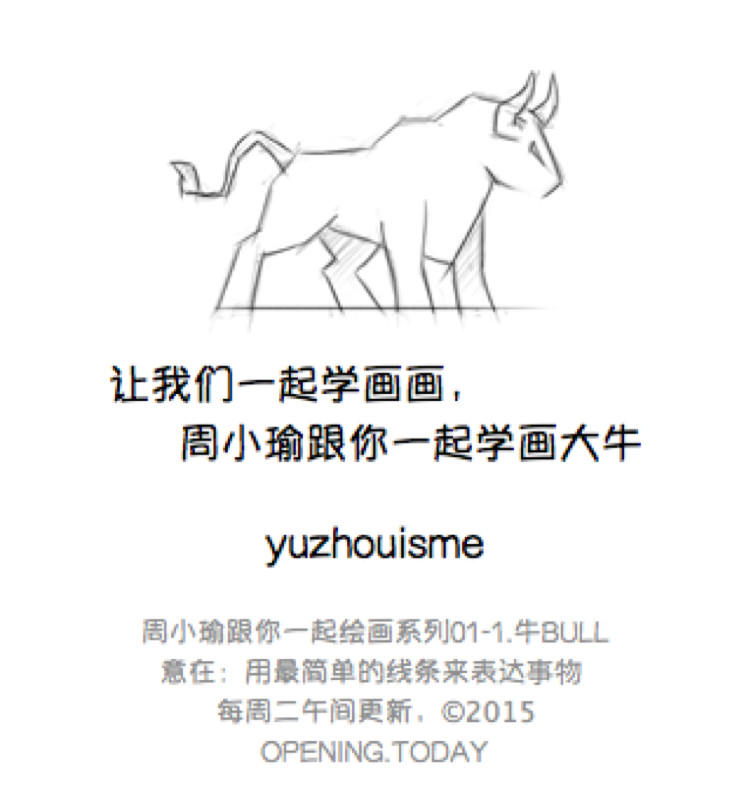 让我们一起学画画，
周小瑜跟你一起学画大牛
yuzhouisme
周小瑜跟你一起绘画系列01-1.牛BULL
意在：用最简单的线条来表达事物
每周二午间更新，©2015
OPENING.TODAY